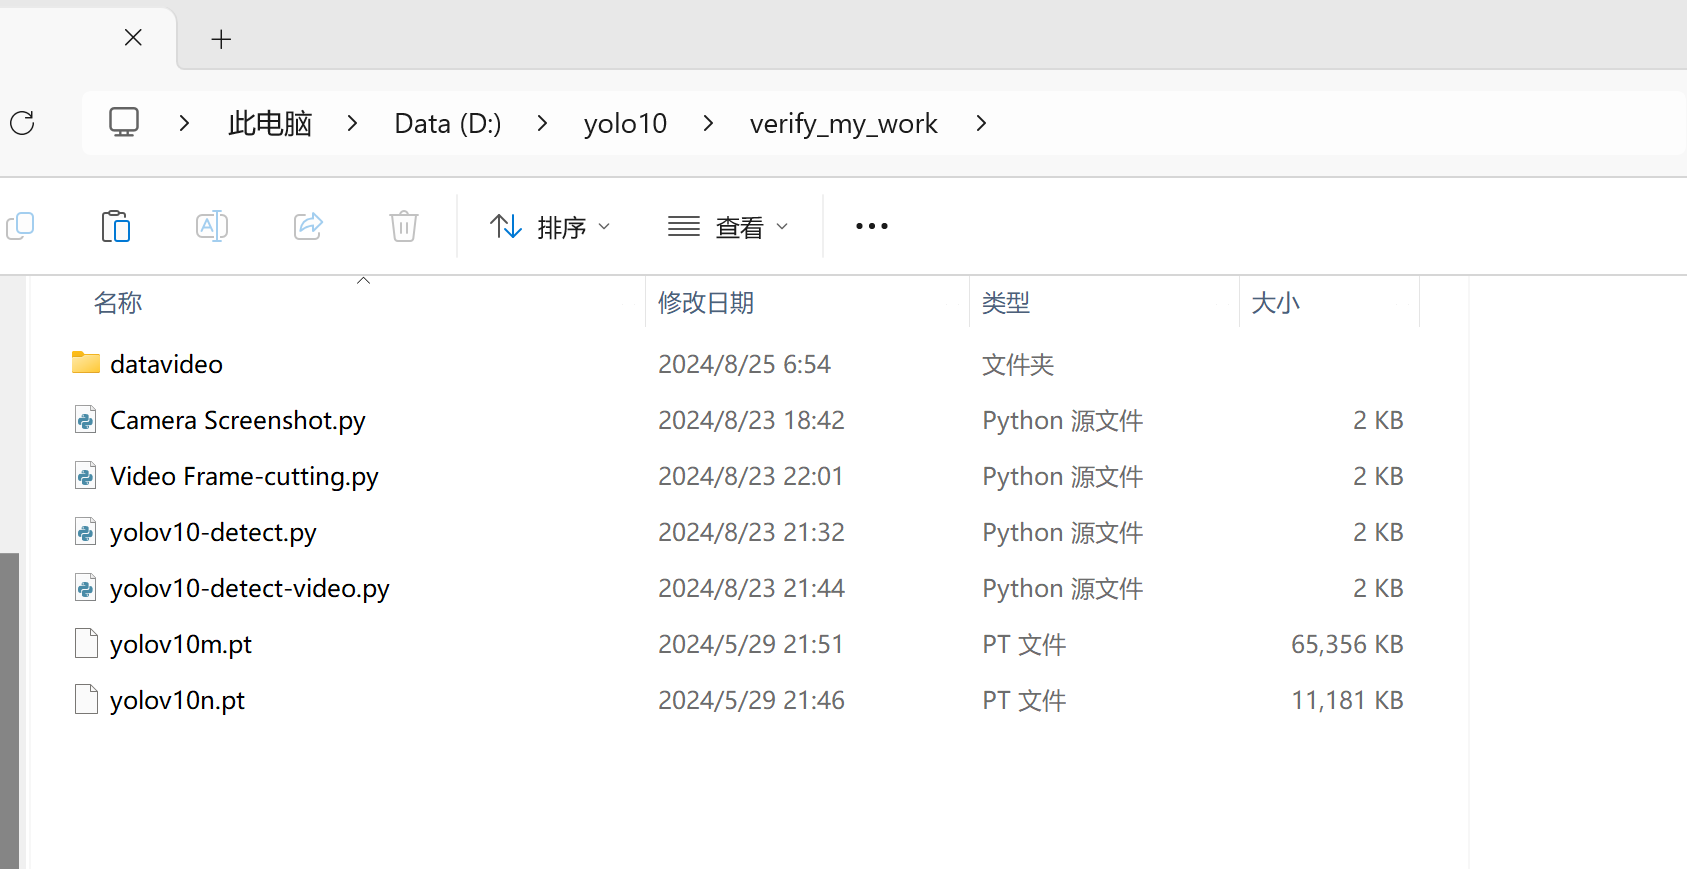 此电脑 Data (D:) yolo10 verify_my_work
排序 查看
名称 修改日期 类型 大小
datavideo 2024/8/25 6:54 文件夹
Camera Screenshot.py 2024/8/23 18:42 Python 源文件 2 KB
Video Frame-cutting.py 2024/8/23 22:01 Python 源文件 2 KB
yolov10-detect.py 2024/8/23 21:32 Python 源文件 2 KB
yolov10-detect-video.py 2024/8/23 21:44 Python 源文件 2 KB
yolov10m.pt 2024/5/29 21:51 PT 文件 65,356 KB
yolov10n.pt 2024/5/29 21:46 PT 文件 11,181 KB